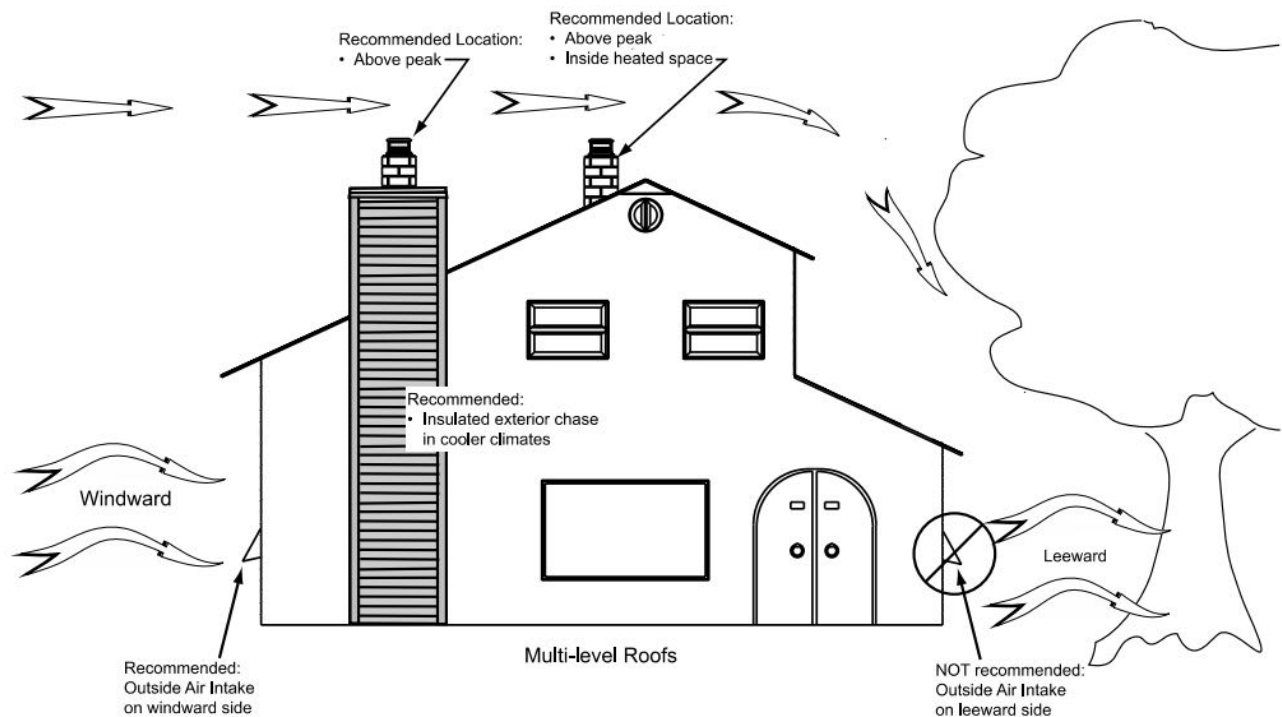 Recommended Location:
• Above peak
Recommended Location:
• Above peak
• Inside heated space
Recommended:
• Insulated exterior chase
in cooler climates
Windward
Leeward
Multi-level Roofs
Recommended:
Outside Air Intake
on windward side
NOT recommended:
Outside Air Intake
on leeward side